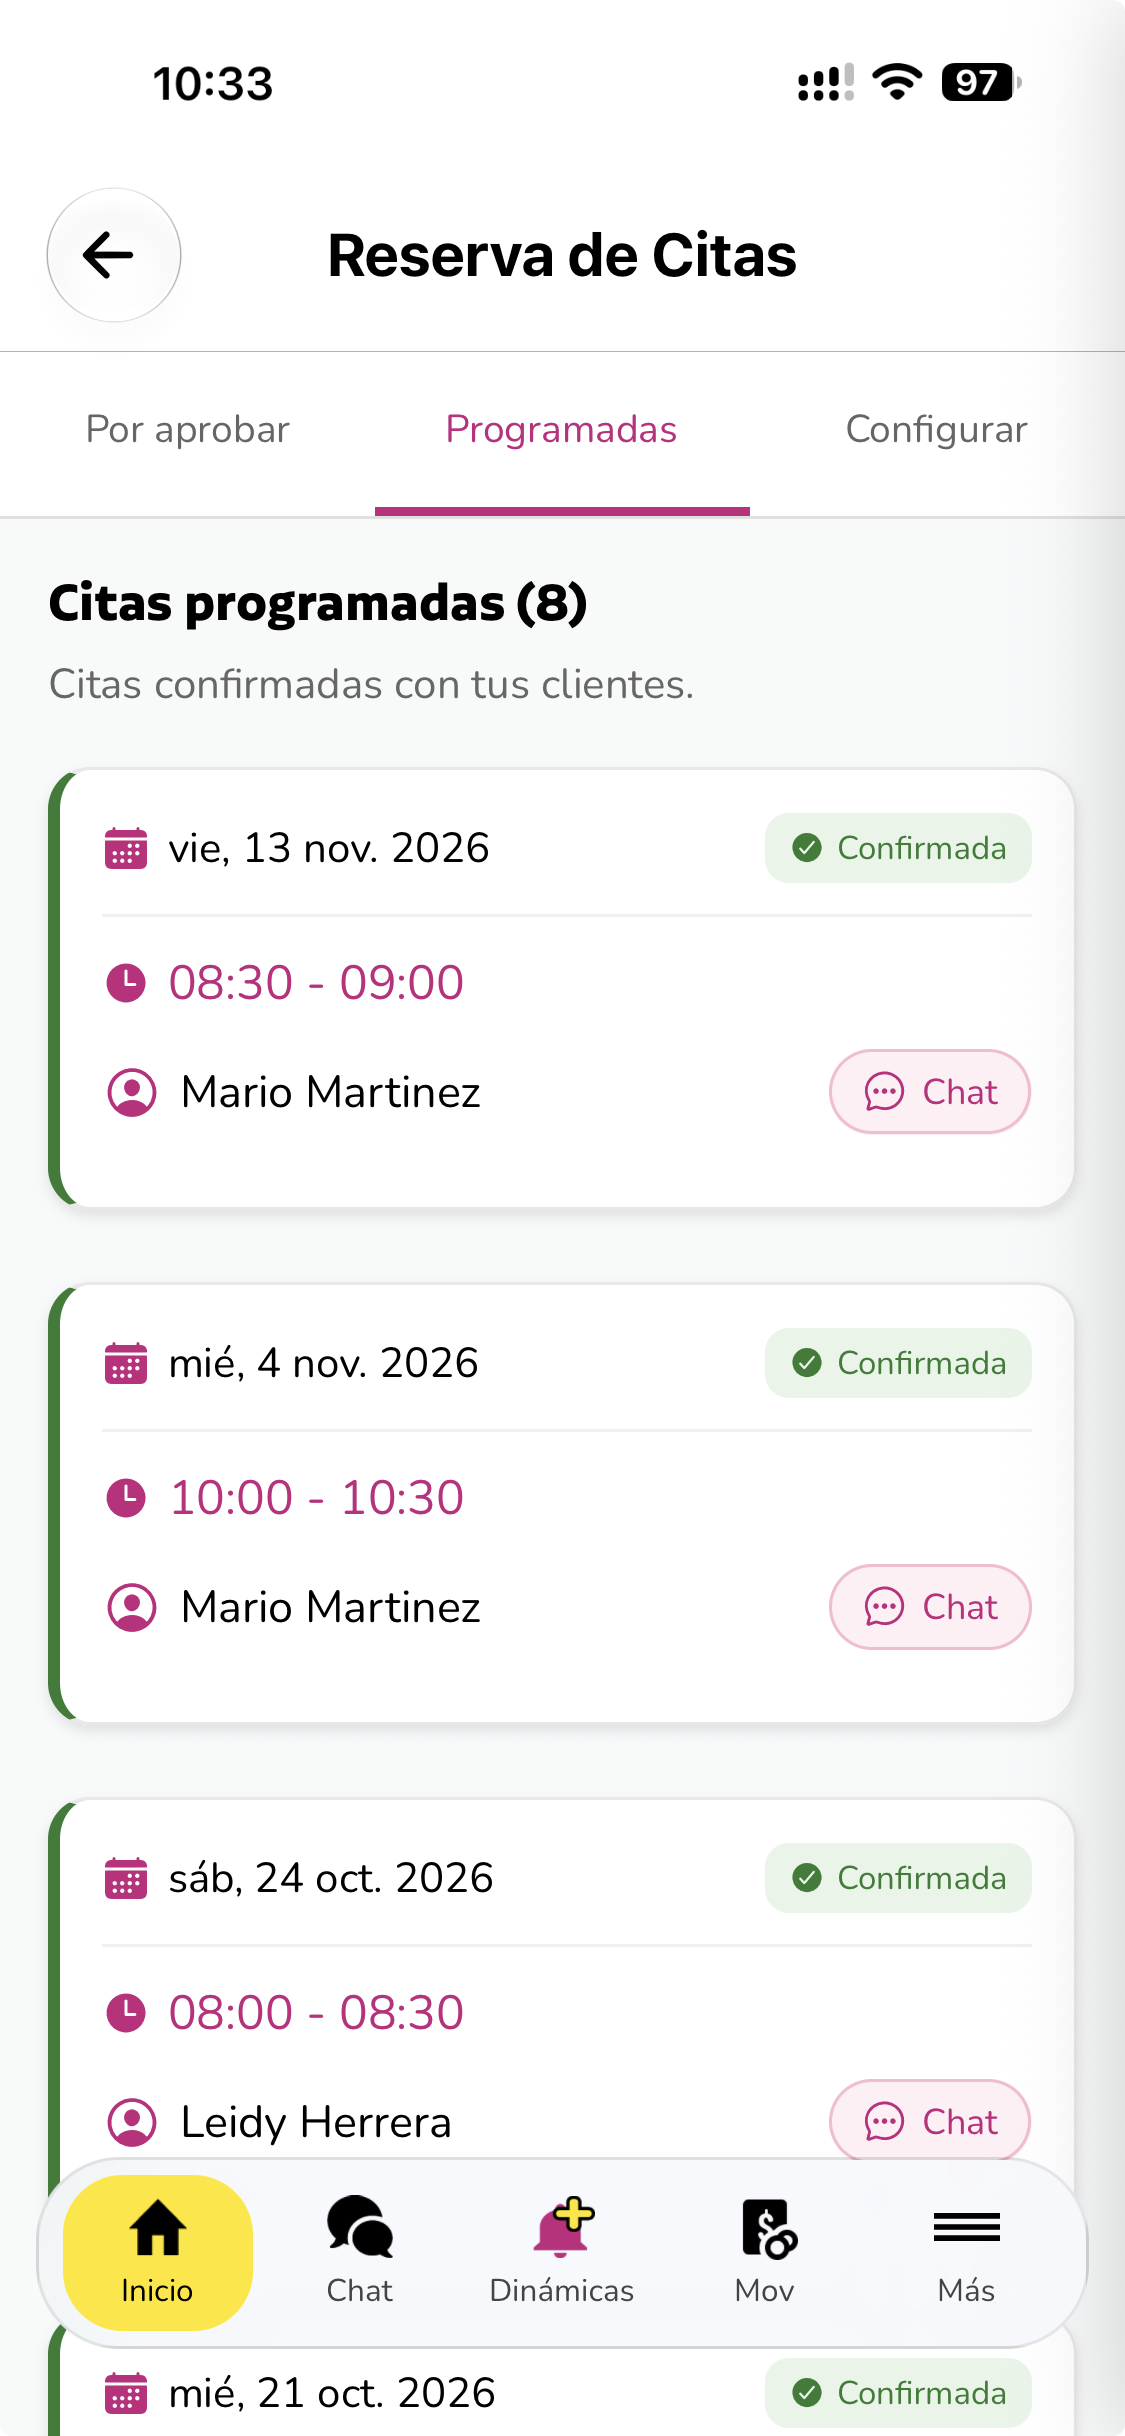 10:33
97
Reserva de Citas
Por aprobar
Programadas
Configurar
Citas programadas (8)
Citas confirmadas con tus clientes.
vie, 13 nov. 2026
Confirmada
08:30 - 09:00
Mario Martinez
Chat
mié, 4 nov. 2026
Confirmada
10:00 - 10:30
Mario Martinez
Chat
sáb, 24 oct. 2026
Confirmada
08:00 - 08:30
Leidy Herrera
Chat
Inicio
Chat
Dinámicas
Mov
Más
mié, 21 oct. 2026
Confirmada